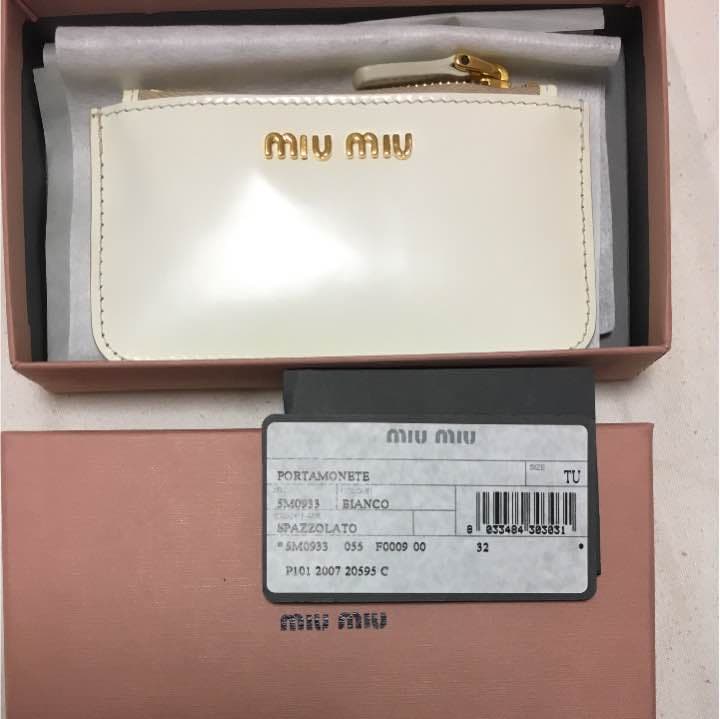 miu miu
miu miu
PORTAMONETE SIZE TU
5M0933 BIANCO
SPAZZOLATO
8 033484 303031
*5M0933 055 F0009 00 32 *
P101 2007 20595 C
miu miu